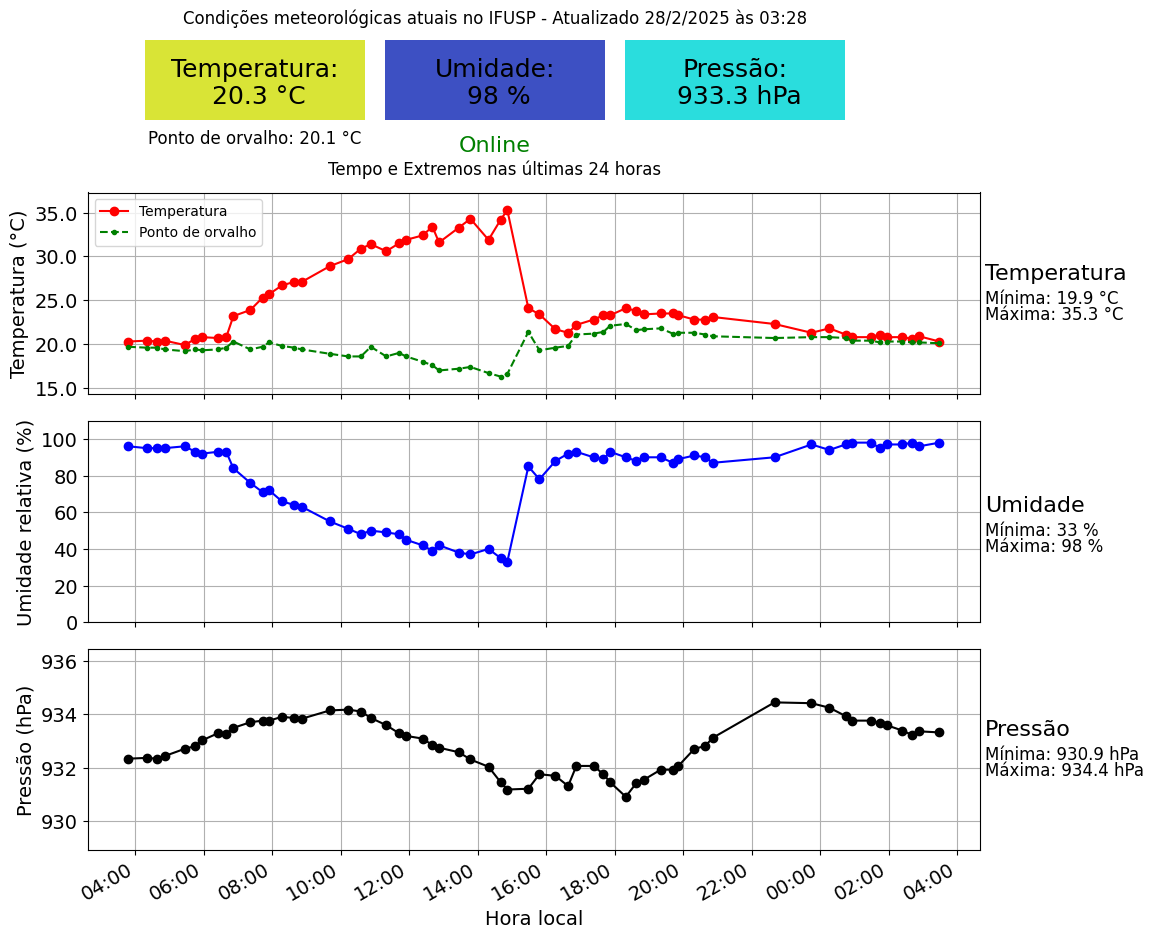 Condições meteorológicas atuais no IFUSP - Atualizado 28/2/2025 às 03:28
Temperatura:
20.3 °C
Umidade:
98 %
Pressão:
933.3 hPa
Ponto de orvalho: 20.1 °C
Online
Tempo e Extremos nas últimas 24 horas
Temperatura (°C)
35.0
30.0
25.0
20.0
15.0
Temperatura
Ponto de orvalho
Temperatura
Mínima: 19.9 °C
Máxima: 35.3 °C
Umidade relativa (%)
100
80
60
40
20
0
Umidade
Mínima: 33 %
Máxima: 98 %
Pressão (hPa)
936
934
932
930
Pressão
Mínima: 930.9 hPa
Máxima: 934.4 hPa
04:00 06:00 08:00 10:00 12:00 14:00 16:00 18:00 20:00 22:00 00:00 02:00 04:00
Hora local